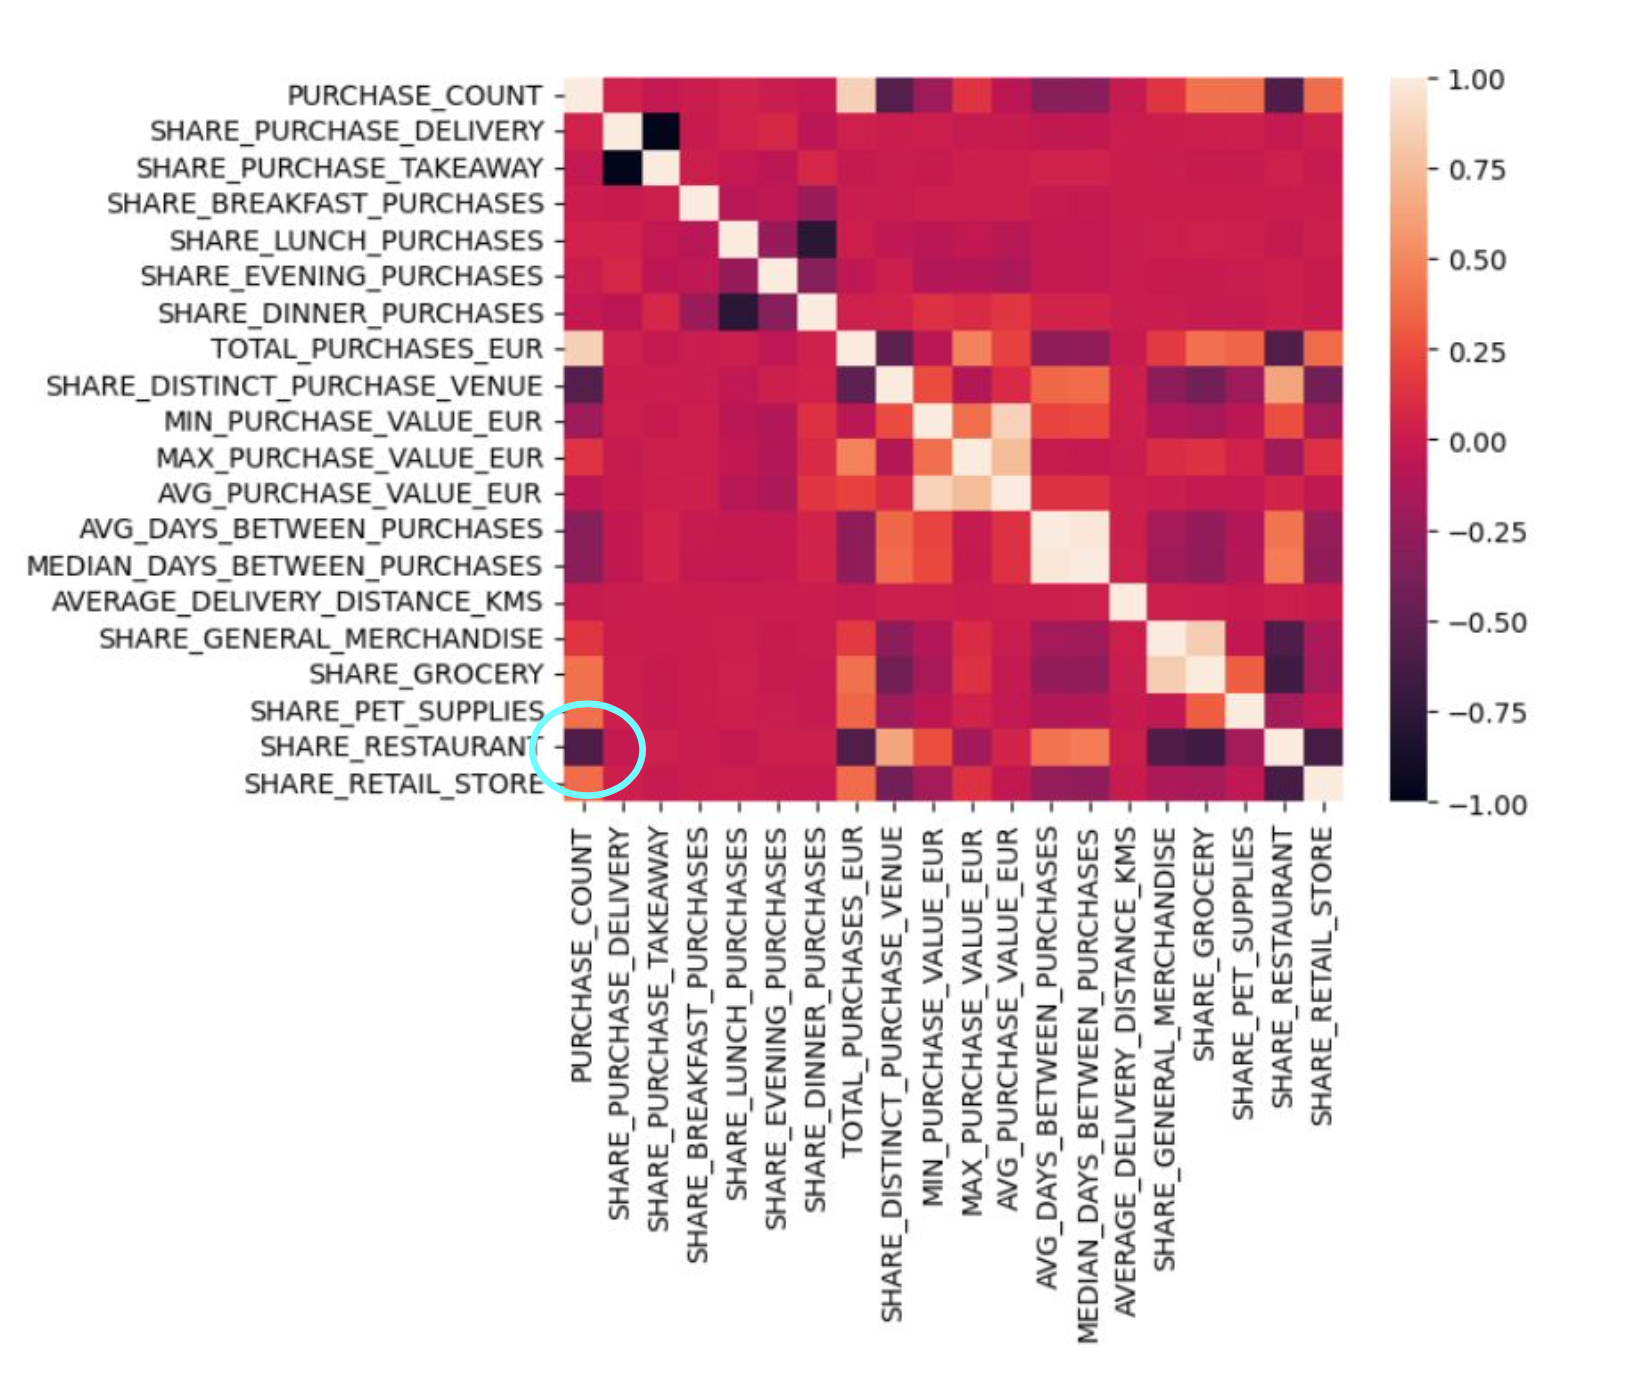 PURCHASE_COUNT
SHARE_PURCHASE_DELIVERY
SHARE_PURCHASE_TAKEAWAY
SHARE_BREAKFAST_PURCHASES
SHARE_LUNCH_PURCHASES
SHARE_EVENING_PURCHASES
SHARE_DINNER_PURCHASES
TOTAL_PURCHASES_EUR
SHARE_DISTINCT_PURCHASE_VENUE
MIN_PURCHASE_VALUE_EUR
MAX_PURCHASE_VALUE_EUR
AVG_PURCHASE_VALUE_EUR
AVG_DAYS_BETWEEN_PURCHASES
MEDIAN_DAYS_BETWEEN_PURCHASES
AVERAGE_DELIVERY_DISTANCE_KMS
SHARE_GENERAL_MERCHANDISE
SHARE_GROCERY
SHARE_PET_SUPPLIES
SHARE_RESTAURANT
SHARE_RETAIL_STORE
PURCHASE_COUNT
SHARE_PURCHASE_DELIVERY
SHARE_PURCHASE_TAKEAWAY
SHARE_BREAKFAST_PURCHASES
SHARE_LUNCH_PURCHASES
SHARE_EVENING_PURCHASES
SHARE_DINNER_PURCHASES
TOTAL_PURCHASES_EUR
SHARE_DISTINCT_PURCHASE_VENUE
MIN_PURCHASE_VALUE_EUR
MAX_PURCHASE_VALUE_EUR
AVG_PURCHASE_VALUE_EUR
AVG_DAYS_BETWEEN_PURCHASES
MEDIAN_DAYS_BETWEEN_PURCHASES
AVERAGE_DELIVERY_DISTANCE_KMS
SHARE_GENERAL_MERCHANDISE
SHARE_GROCERY
SHARE_PET_SUPPLIES
SHARE_RESTAURANT
SHARE_RETAIL_STORE
1.00
0.75
0.50
0.25
0.00
−0.25
−0.50
−0.75
−1.00